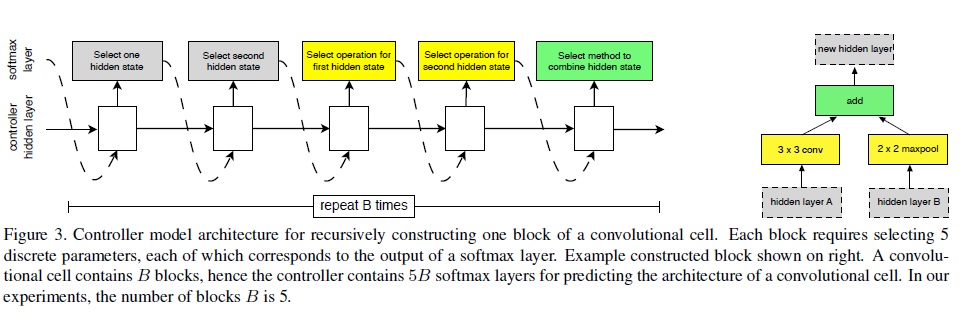 softmax
layer
controller
hidden layer
Select one
hidden state
Select second
hidden state
Select operation for
first hidden state
Select operation for
second hidden state
Select method to
combine hidden state
repeat B times
new hidden layer
add
3 x 3 conv
2 x 2 maxpool
hidden layer A
hidden layer B
Figure 3. Controller model architecture for recursively constructing one block of a convolutional cell. Each block requires selecting 5
discrete parameters, each of which corresponds to the output of a softmax layer. Example constructed block shown on right. A convolu-
tional cell contains B blocks, hence the controller contains 5B softmax layers for predicting the architecture of a convolutional cell. In our
experiments, the number of blocks B is 5.